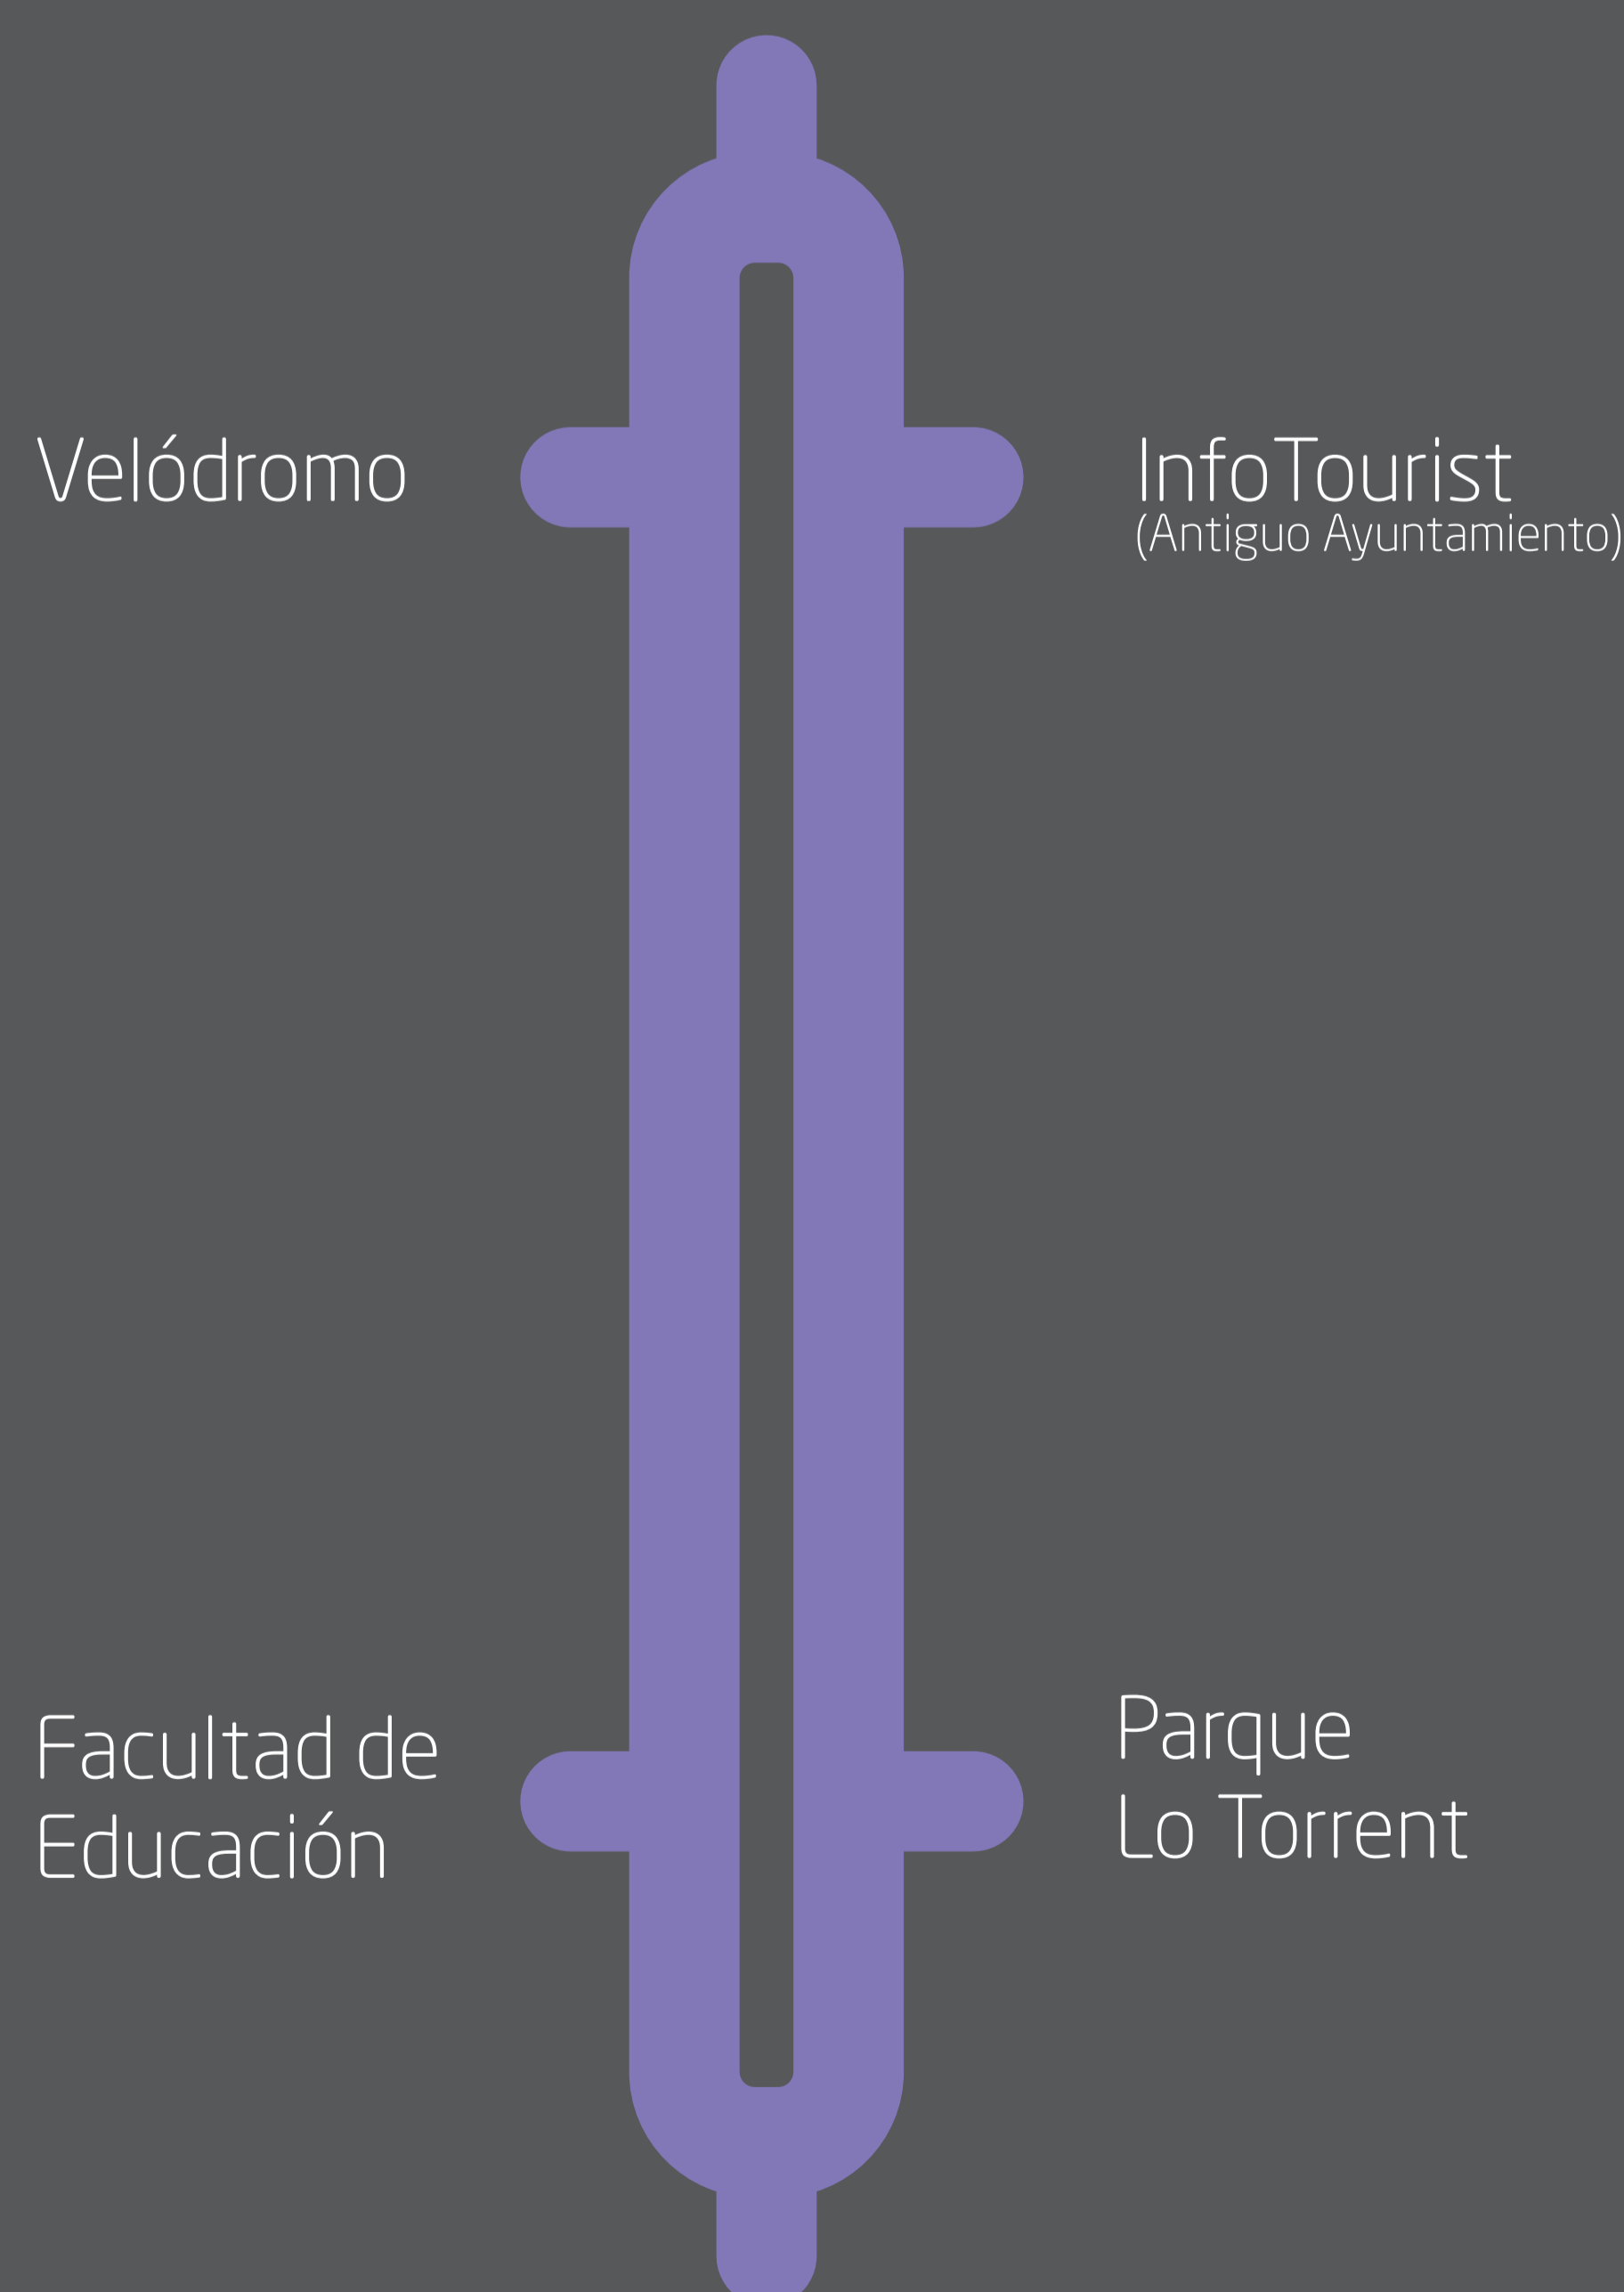 Velódromo
InfoTourist
(Antiguo Ayuntamiento)
Facultad de
Educación
Parque
Lo Torrent